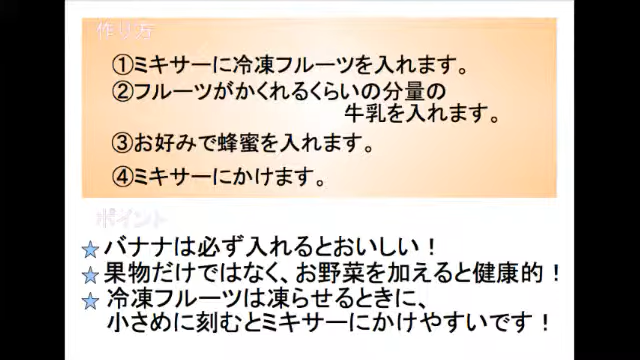 作り方
①ミキサーに冷凍フルーツを入れます。
②フルーツがかくれるくらいの分量の
牛乳を入れます。
③お好みで蜂蜜を入れます。
④ミキサーにかけます。
ポイント
★バナナは必ず入れるとおいしい！
★果物だけではなく、お野菜を加えると健康的！
★冷凍フルーツは凍らせるときに、
小さめに刻むとミキサーにかけやすいです！